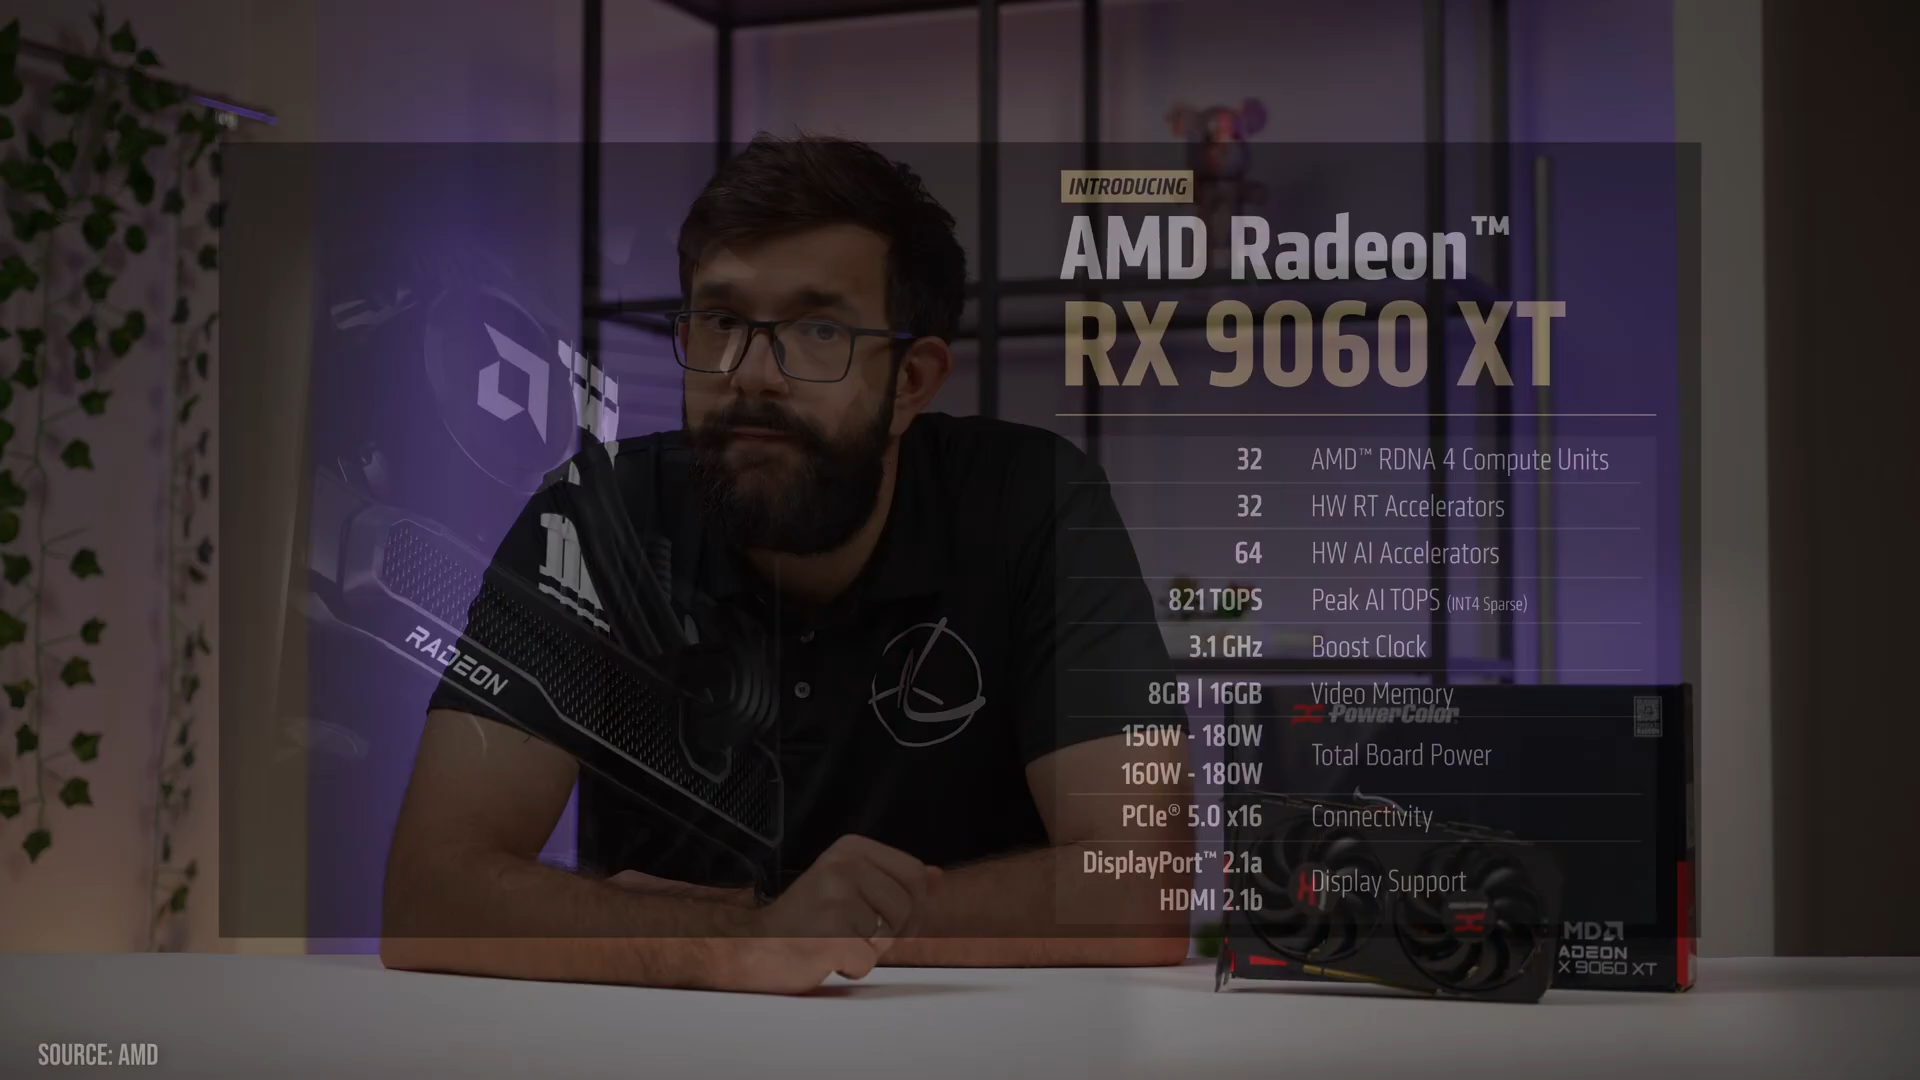 INTRODUCING
AMD Radeon™
RX 9060 XT
32 AMD™ RDNA 4 Compute Units
32 HW RT Accelerators
64 HW AI Accelerators
821 TOPS Peak AI TOPS (INT4 Sparse)
3.1 GHz Boost Clock
8GB | 16GB Video Memory
150W - 180W
160W - 180W
Total Board Power
PCIe® 5.0 x16 Connectivity
DisplayPort™ 2.1a
HDMI 2.1b
Display Support
RADEON
PowerColor
MD
ADEON
X 9060 XT
SOURCE: AMD